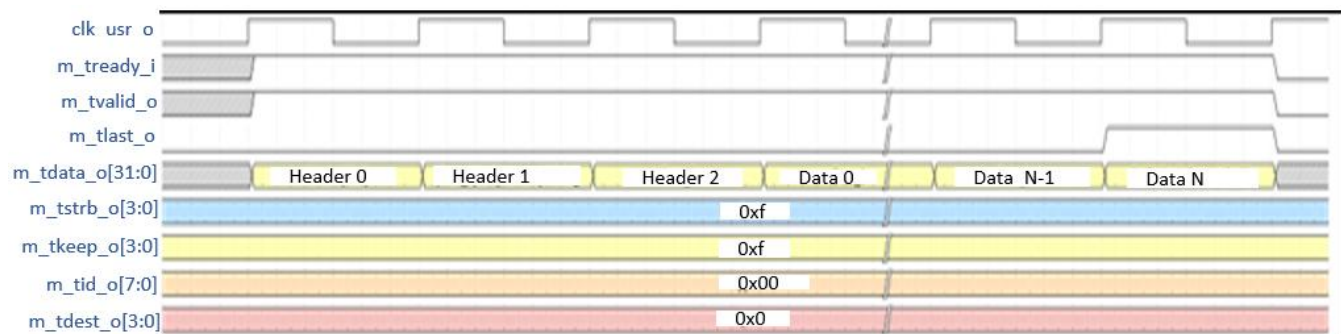 clk usr o
m_tready_i
m_tvalid_o
m_tlast_o
m_tdata_o[31:0] Header 0 Header 1 Header 2 Data 0 Data N-1 Data N
m_tstrb_o[3:0] 0xf
m_tkeep_o[3:0] 0xf
m_tid_o[7:0] 0x00
m_tdest_o[3:0] 0x0